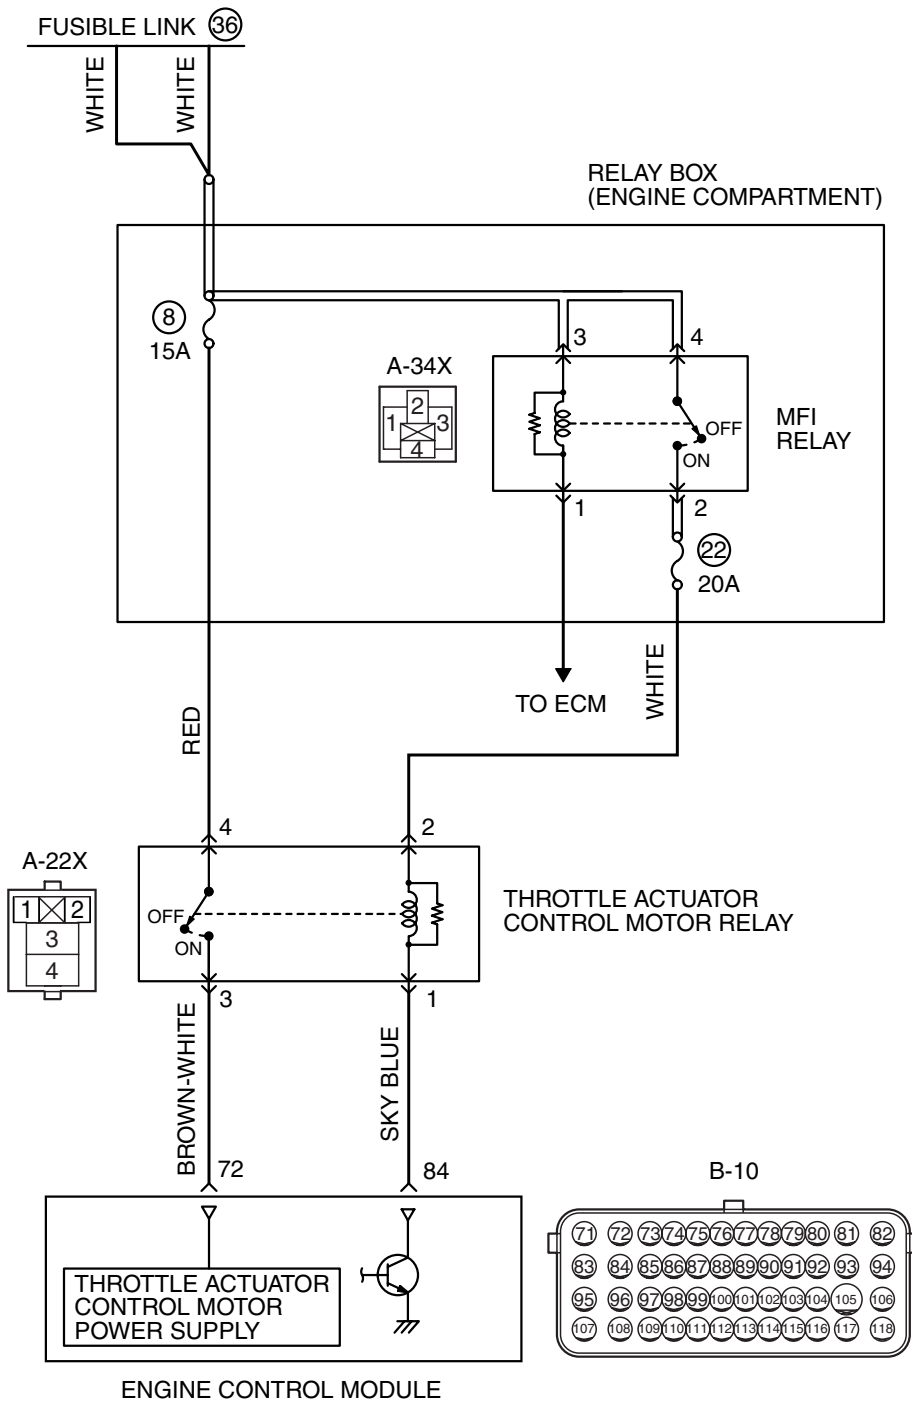 FUSIBLE LINK 36
WHITE
WHITE
RELAY BOX
(ENGINE COMPARTMENT)
8
15A
3
4
A-34X
2
1
3
4
OFF
ON
MFI
RELAY
1
2
22
20A
TO ECM
WHITE
RED
4
2
A-22X
1 2
3
4
OFF
ON
THROTTLE ACTUATOR
CONTROL MOTOR RELAY
3
1
BROWN-WHITE
SKY BLUE
72
84
THROTTLE ACTUATOR
CONTROL MOTOR
POWER SUPPLY
ENGINE CONTROL MODULE
B-10
71 72 73 74 75 76 77 78 79 80 81 82
83 84 85 86 87 88 89 90 91 92 93 94
95 96 97 98 99 100 101 102 103 104 105 106
107 108 109 110 111 112 113 114 115 116 117 118